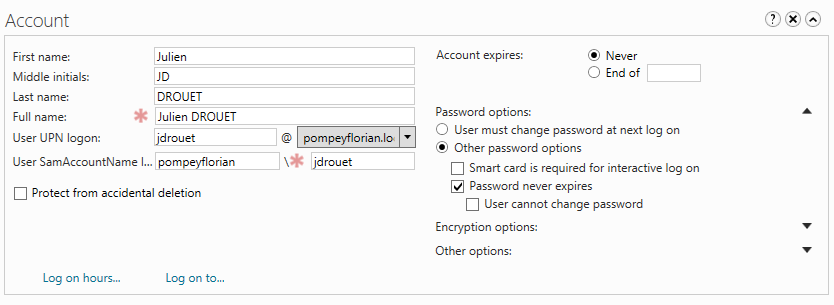 Account
First name: Julien
Middle initials: JD
Last name: DROUET
Full name: * Julien DROUET
User UPN logon: jdrouet @ pompeyflorian.lo
User SamAccountName l... pompeyflorian \ * jdrouet
Protect from accidental deletion
Log on hours... Log on to...
Account expires: Never
End of
Password options:
User must change password at next log on
Other password options
Smart card is required for interactive log on
Password never expires
User cannot change password
Encryption options:
Other options: